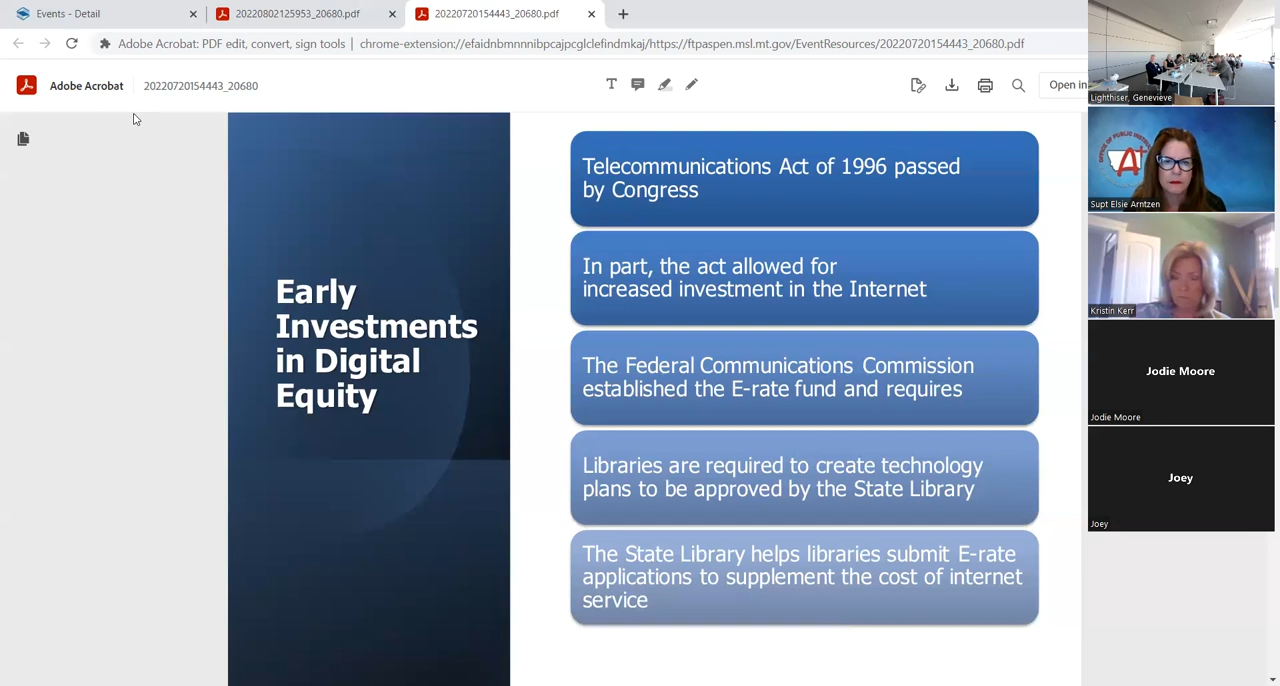 Events - Detail
20220802125953_20680.pdf
20220720154443_20680.pdf
Adobe Acrobat: PDF edit, convert, sign tools | chrome-extension://efaidnbmnnnibpcajpcglclefindmkaj/https://ftpaspen.msl.mt.gov/EventResources/20220720154443_20680.pdf
Adobe Acrobat
20220720154443_20680
Open in
Early
Investments
in Digital
Equity
Telecommunications Act of 1996 passed
by Congress
In part, the act allowed for
increased investment in the Internet
The Federal Communications Commission
established the E-rate fund and requires
Libraries are required to create technology
plans to be approved by the State Library
The State Library helps libraries submit E-rate
applications to supplement the cost of internet
service
Lighthiser, Genevieve
OFFICE OF PUBLIC
A+
Supt Elsie Arntzen
Kristin Kerr
Jodie Moore
Jodie Moore
Joey
Joey